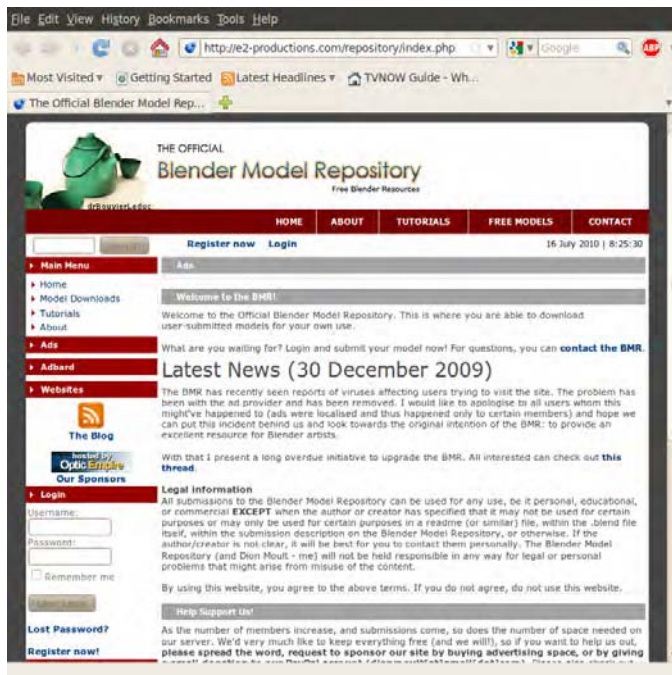 File Edit View History Bookmarks Tools Help
http://e2-productions.com/repository/index.php
Google
ABP
Most Visited Getting Started Latest Headlines TVNOW Guide - Wh...
The Official Blender Model Rep...
THE OFFICIAL
Blender Model Repository
Free Blender Resources
drBouvierLeduc
HOME ABOUT TUTORIALS FREE MODELS CONTACT
Register now Login
16 July 2010 | 8:25:30
Main Menu
Home
Model Downloads
Tutorials
About
Ads
Adbard
Websites
The Blog
hosted by
Optic Empire
Our Sponsors
Login
Username:
Password:
Remember me
Lost Password?
Register now!
Ads
Welcome to the BMR!
Welcome to the Official Blender Model Repository. This is where you are able to download
user-submitted models for your own use.
What are you waiting for? Login and submit your model now! For questions, you can contact the BMR.
Latest News (30 December 2009)
The BMR has recently seen reports of viruses affecting users trying to visit the site. The problem has
been with the ad provider and has been removed. I would like to apologise to all users whom this
might've happened to (ads were localised and thus happened only to certain members) and hope we
can put this incident behind us and look towards the original intention of the BMR: to provide an
excellent resource for Blender artists.
With that I present a long overdue initiative to upgrade the BMR. All interested can check out this
thread.
Legal information
All submissions to the Blender Model Repository can be used for any use, be it personal, educational,
or commercial EXCEPT when the author or creator has specified that it may not be used for certain
purposes or may only be used for certain purposes in a readme (or similar) file, within the .blend file
itself, within the submission description on the Blender Model Repository, or otherwise. If the
author/creator is not clear, it will be best for you to contact them personally. The Blender Model
Repository (and Dion Moult - me) will not be held responsible in any way for legal or personal
problems that might arise from misuse of the content.
By using this website, you agree to the above terms. If you do not agree, do not use this website.
Help Support Us!
As the number of members increase, and submissions come, so does the number of space needed on
our server. We'd very much like to keep everything free (and we will!), so if you want to help us out,
please spread the word, request to sponsor our site by buying advertising space, or by giving